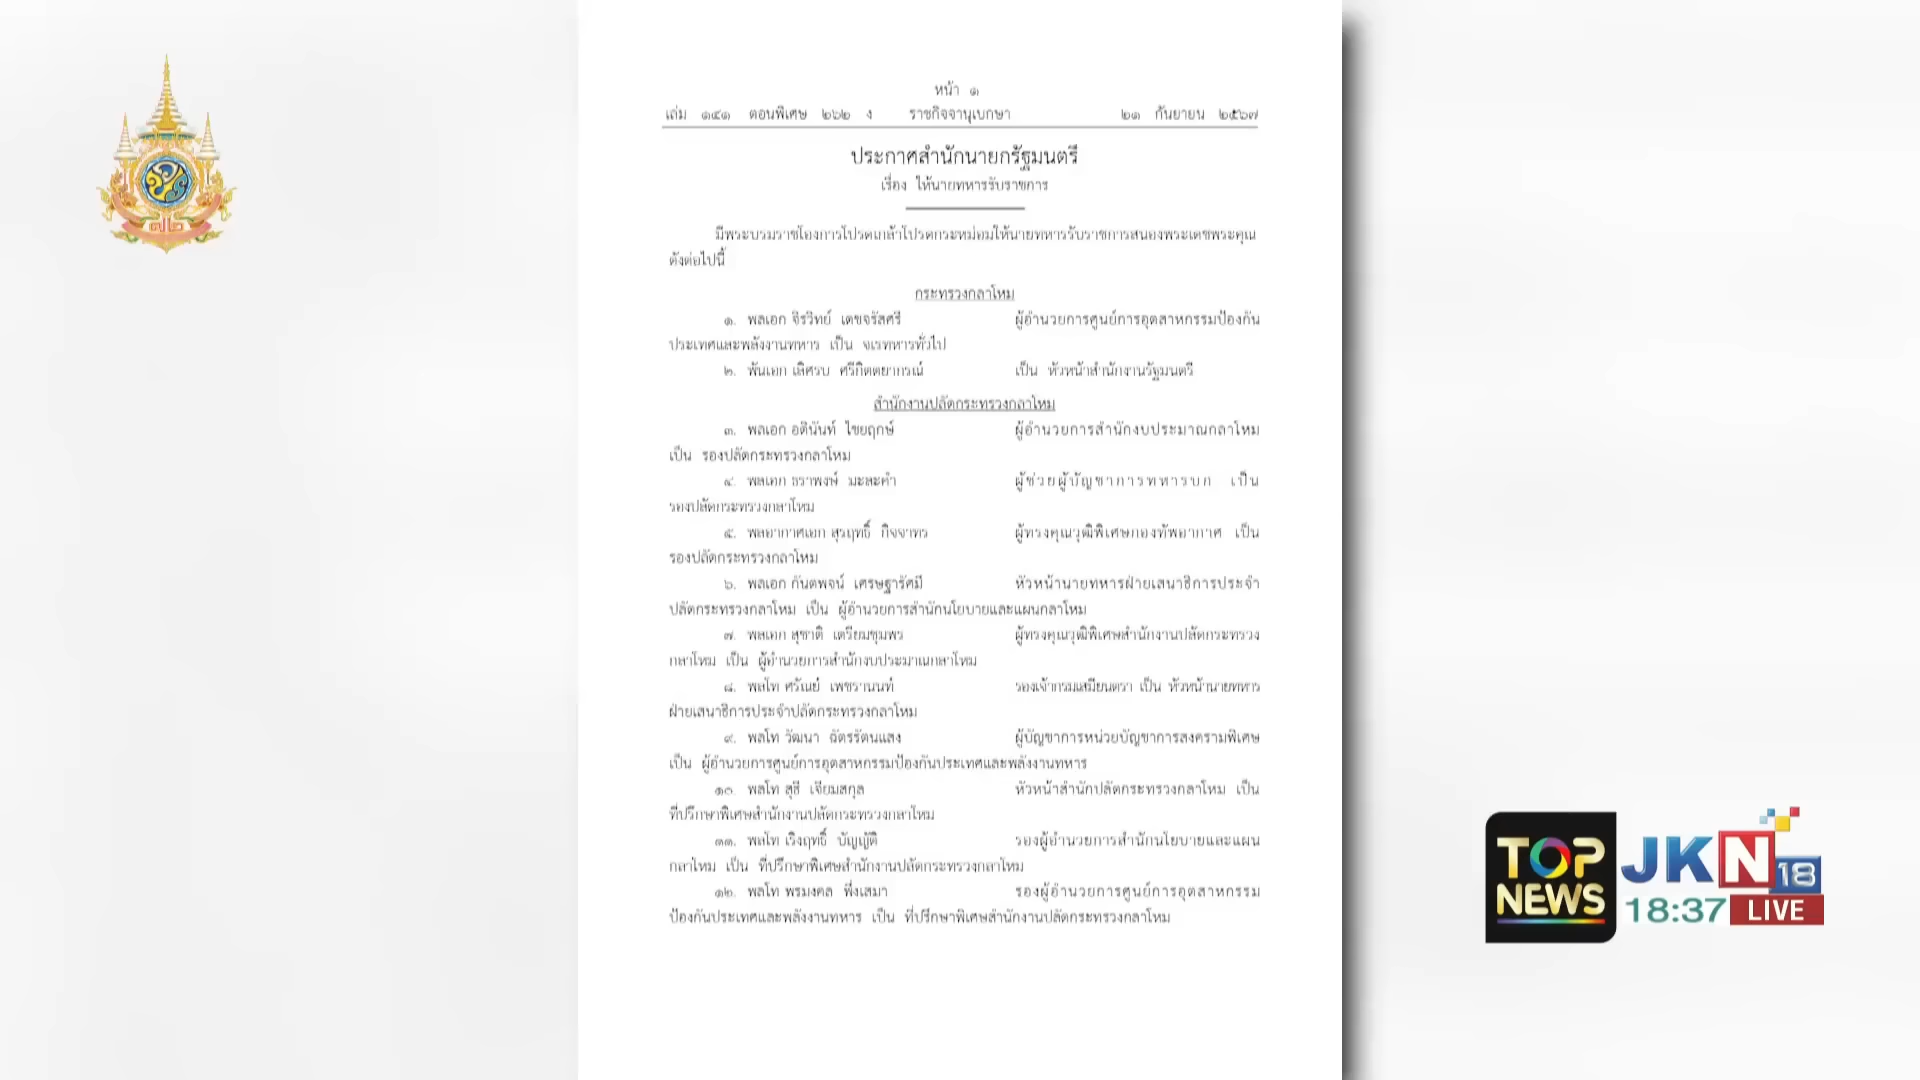 หน้า ๑
เล่ม ๑๔๑ ตอนพิเศษ ๒๖๒ ง ราชกิจจานุเบกษา ๒๑ กันยายน ๒๕๖๗
ประกาศสำนักนายกรัฐมนตรี
เรื่อง ให้นายทหารรับราชการ
มีพระบรมราชโองการโปรดเกล้าโปรดกระหม่อมให้นายทหารรับราชการสนองพระเดชพระคุณ
ดังต่อไปนี้
กระทรวงกลาโหม
๑. พลเอก จิรวิทย์ เดชจรัสศรี ผู้อำนวยการศูนย์การอุตสาหกรรมป้องกัน
ประเทศและพลังงานทหาร เป็น จเรทหารทั่วไป
๒. พันเอก เลิศรบ ศรีกิตตยากรณ์ เป็น หัวหน้าสำนักงานรัฐมนตรี
สำนักงานปลัดกระทรวงกลาโหม
๓. พลเอก อดินันท์ ไชยฤกษ์ ผู้อำนวยการสำนักงบประมาณกลาโหม
เป็น รองปลัดกระทรวงกลาโหม
๔. พลเอก ธราพงษ์ มะละคำ ผู้ช่วยผู้บัญชาการทหารบก เป็น
รองปลัดกระทรวงกลาโหม
๕. พลอากาศเอก สุรฤทธิ์ กิจจาทร ผู้ทรงคุณวุฒิพิเศษกองทัพอากาศ เป็น
รองปลัดกระทรวงกลาโหม
๖. พลเอก กันตพจน์ เศรษฐารัศมี หัวหน้านายทหารฝ่ายเสนาธิการประจำ
ปลัดกระทรวงกลาโหม เป็น ผู้อำนวยการสำนักนโยบายและแผนกลาโหม
๗. พลเอก สุชาติ เตรียมชุมพร ผู้ทรงคุณวุฒิพิเศษสำนักงานปลัดกระทรวง
กลาโหม เป็น ผู้อำนวยการสำนักงบประมาณกลาโหม
๘. พลโท ศรัณย์ เพชรานนท์ รองเจ้ากรมเสมียนตรา เป็น หัวหน้านายทหาร
ฝ่ายเสนาธิการประจำปลัดกระทรวงกลาโหม
๙. พลโท วัฒนา ฉัตรรัตนแสง ผู้บัญชาการหน่วยบัญชาการสงครามพิเศษ
เป็น ผู้อำนวยการศูนย์การอุตสาหกรรมป้องกันประเทศและพลังงานทหาร
๑๐. พลโท สุธี เจียมสกุล หัวหน้าสำนักปลัดกระทรวงกลาโหม เป็น
ที่ปรึกษาพิเศษสำนักงานปลัดกระทรวงกลาโหม
๑๑. พลโท เริงฤทธิ์ บัญญัติ รองผู้อำนวยการสำนักนโยบายและแผน
กลาโหม เป็น ที่ปรึกษาพิเศษสำนักงานปลัดกระทรวงกลาโหม
๑๒. พลโท พรมงคล พึ่งเสมา รองผู้อำนวยการศูนย์การอุตสาหกรรม
ป้องกันประเทศและพลังงานทหาร เป็น ที่ปรึกษาพิเศษสำนักงานปลัดกระทรวงกลาโหม
๗๒
TOP NEWS
JKN 18
18:37 LIVE